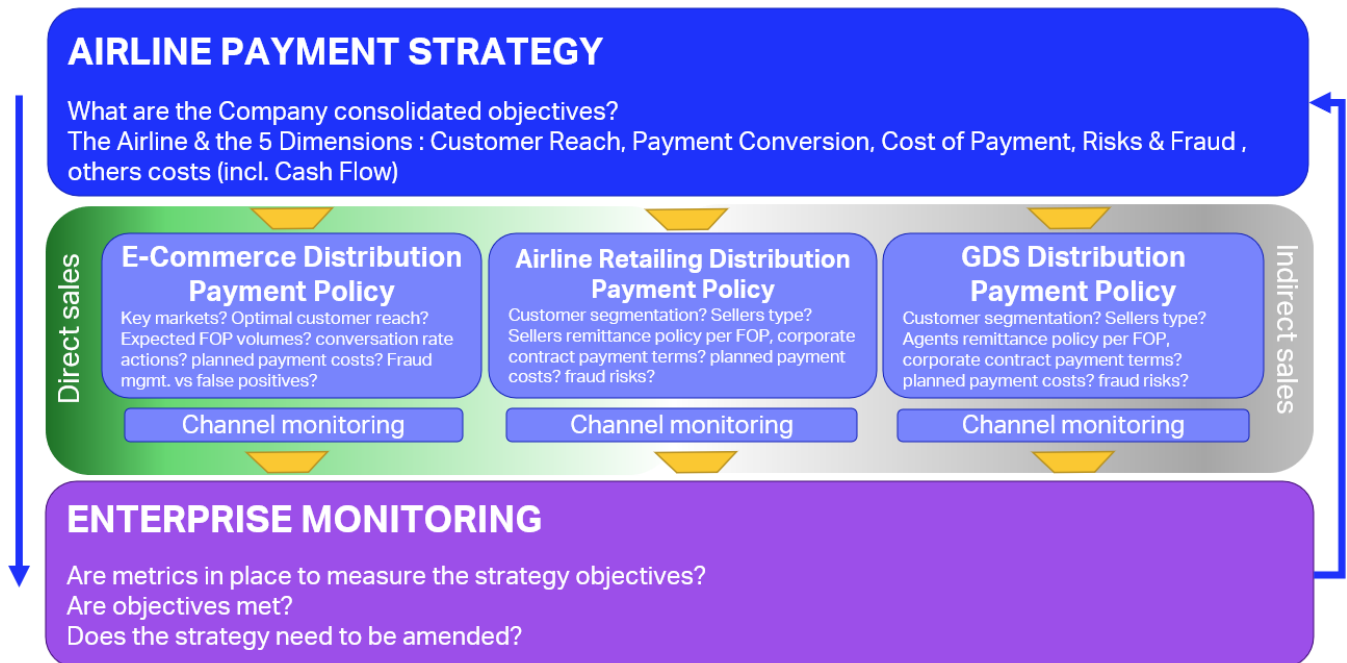 AIRLINE PAYMENT STRATEGY
What are the Company consolidated objectives?
The Airline & the 5 Dimensions : Customer Reach, Payment Conversion, Cost of Payment, Risks & Fraud ,
others costs (incl. Cash Flow)
Direct sales
E-Commerce Distribution
Payment Policy
Key markets? Optimal customer reach?
Expected FOP volumes? conversation rate
actions? planned payment costs? Fraud
mgmt. vs false positives?
Channel monitoring
Airline Retailing Distribution
Payment Policy
Customer segmentation? Sellers type?
Sellers remittance policy per FOP, corporate
contract payment terms? planned payment
costs? fraud risks?
Channel monitoring
GDS Distribution
Payment Policy
Customer segmentation? Sellers type?
Agents remittance policy per FOP,
corporate contract payment terms?
planned payment costs? fraud risks?
Channel monitoring
Indirect sales
ENTERPRISE MONITORING
Are metrics in place to measure the strategy objectives?
Are objectives met?
Does the strategy need to be amended?